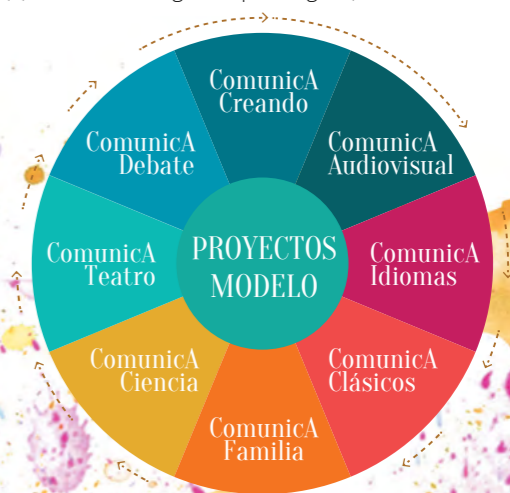 ComunicA
Creando
ComunicA
Audiovisual
ComunicA
Idiomas
ComunicA
Clásicos
ComunicA
Familia
ComunicA
Ciencia
ComunicA
Teatro
ComunicA
Debate
PROYECTOS
MODELO